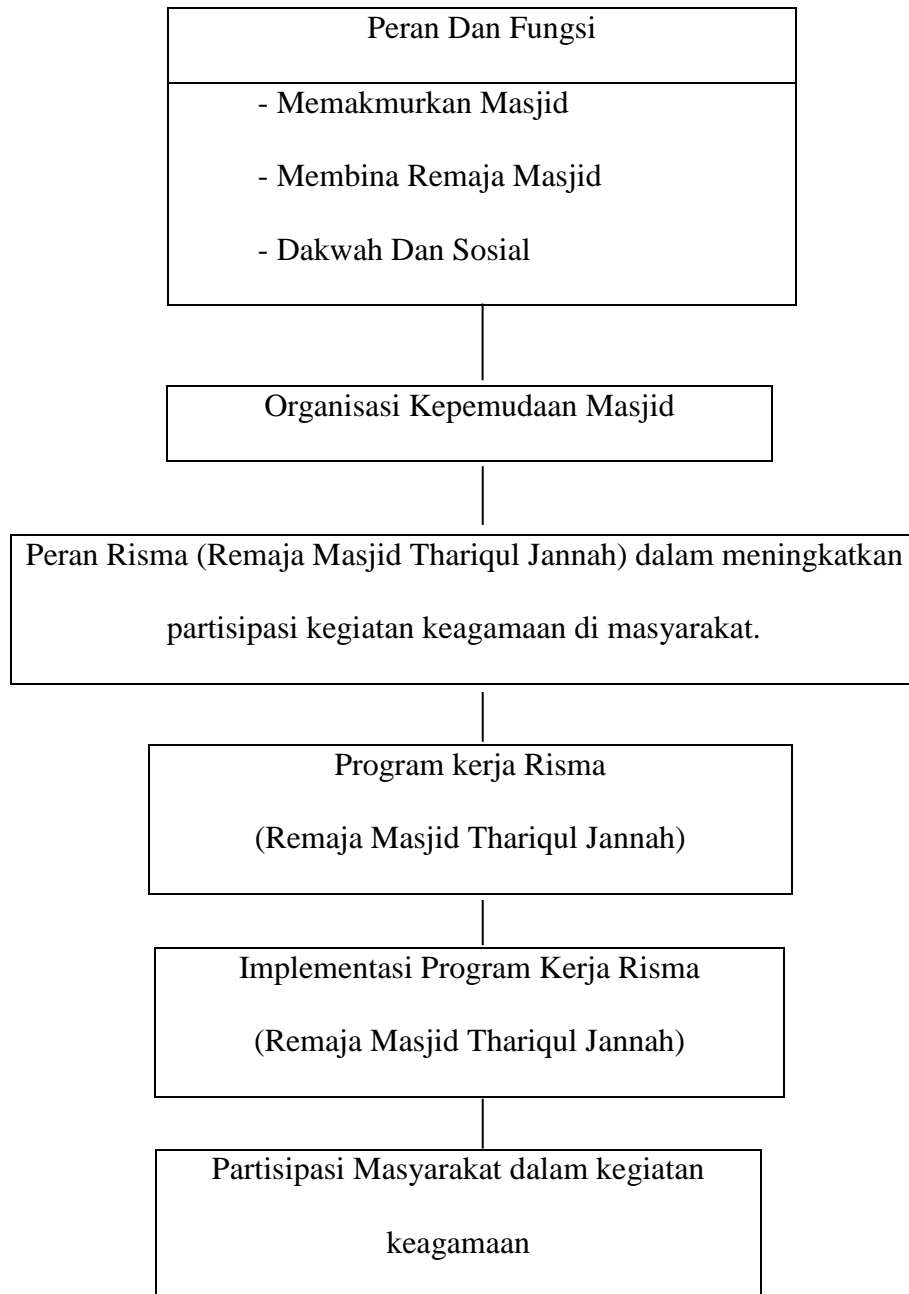 Peran Dan Fungsi
- Memakmurkan Masjid
- Membina Remaja Masjid
- Dakwah Dan Sosial
Organisasi Kepemudaan Masjid
Peran Risma (Remaja Masjid Thariqul Jannah) dalam meningkatkan
partisipasi kegiatan keagamaan di masyarakat.
Program kerja Risma
(Remaja Masjid Thariqul Jannah)
Implementasi Program Kerja Risma
(Remaja Masjid Thariqul Jannah)
Partisipasi Masyarakat dalam kegiatan
keagamaan